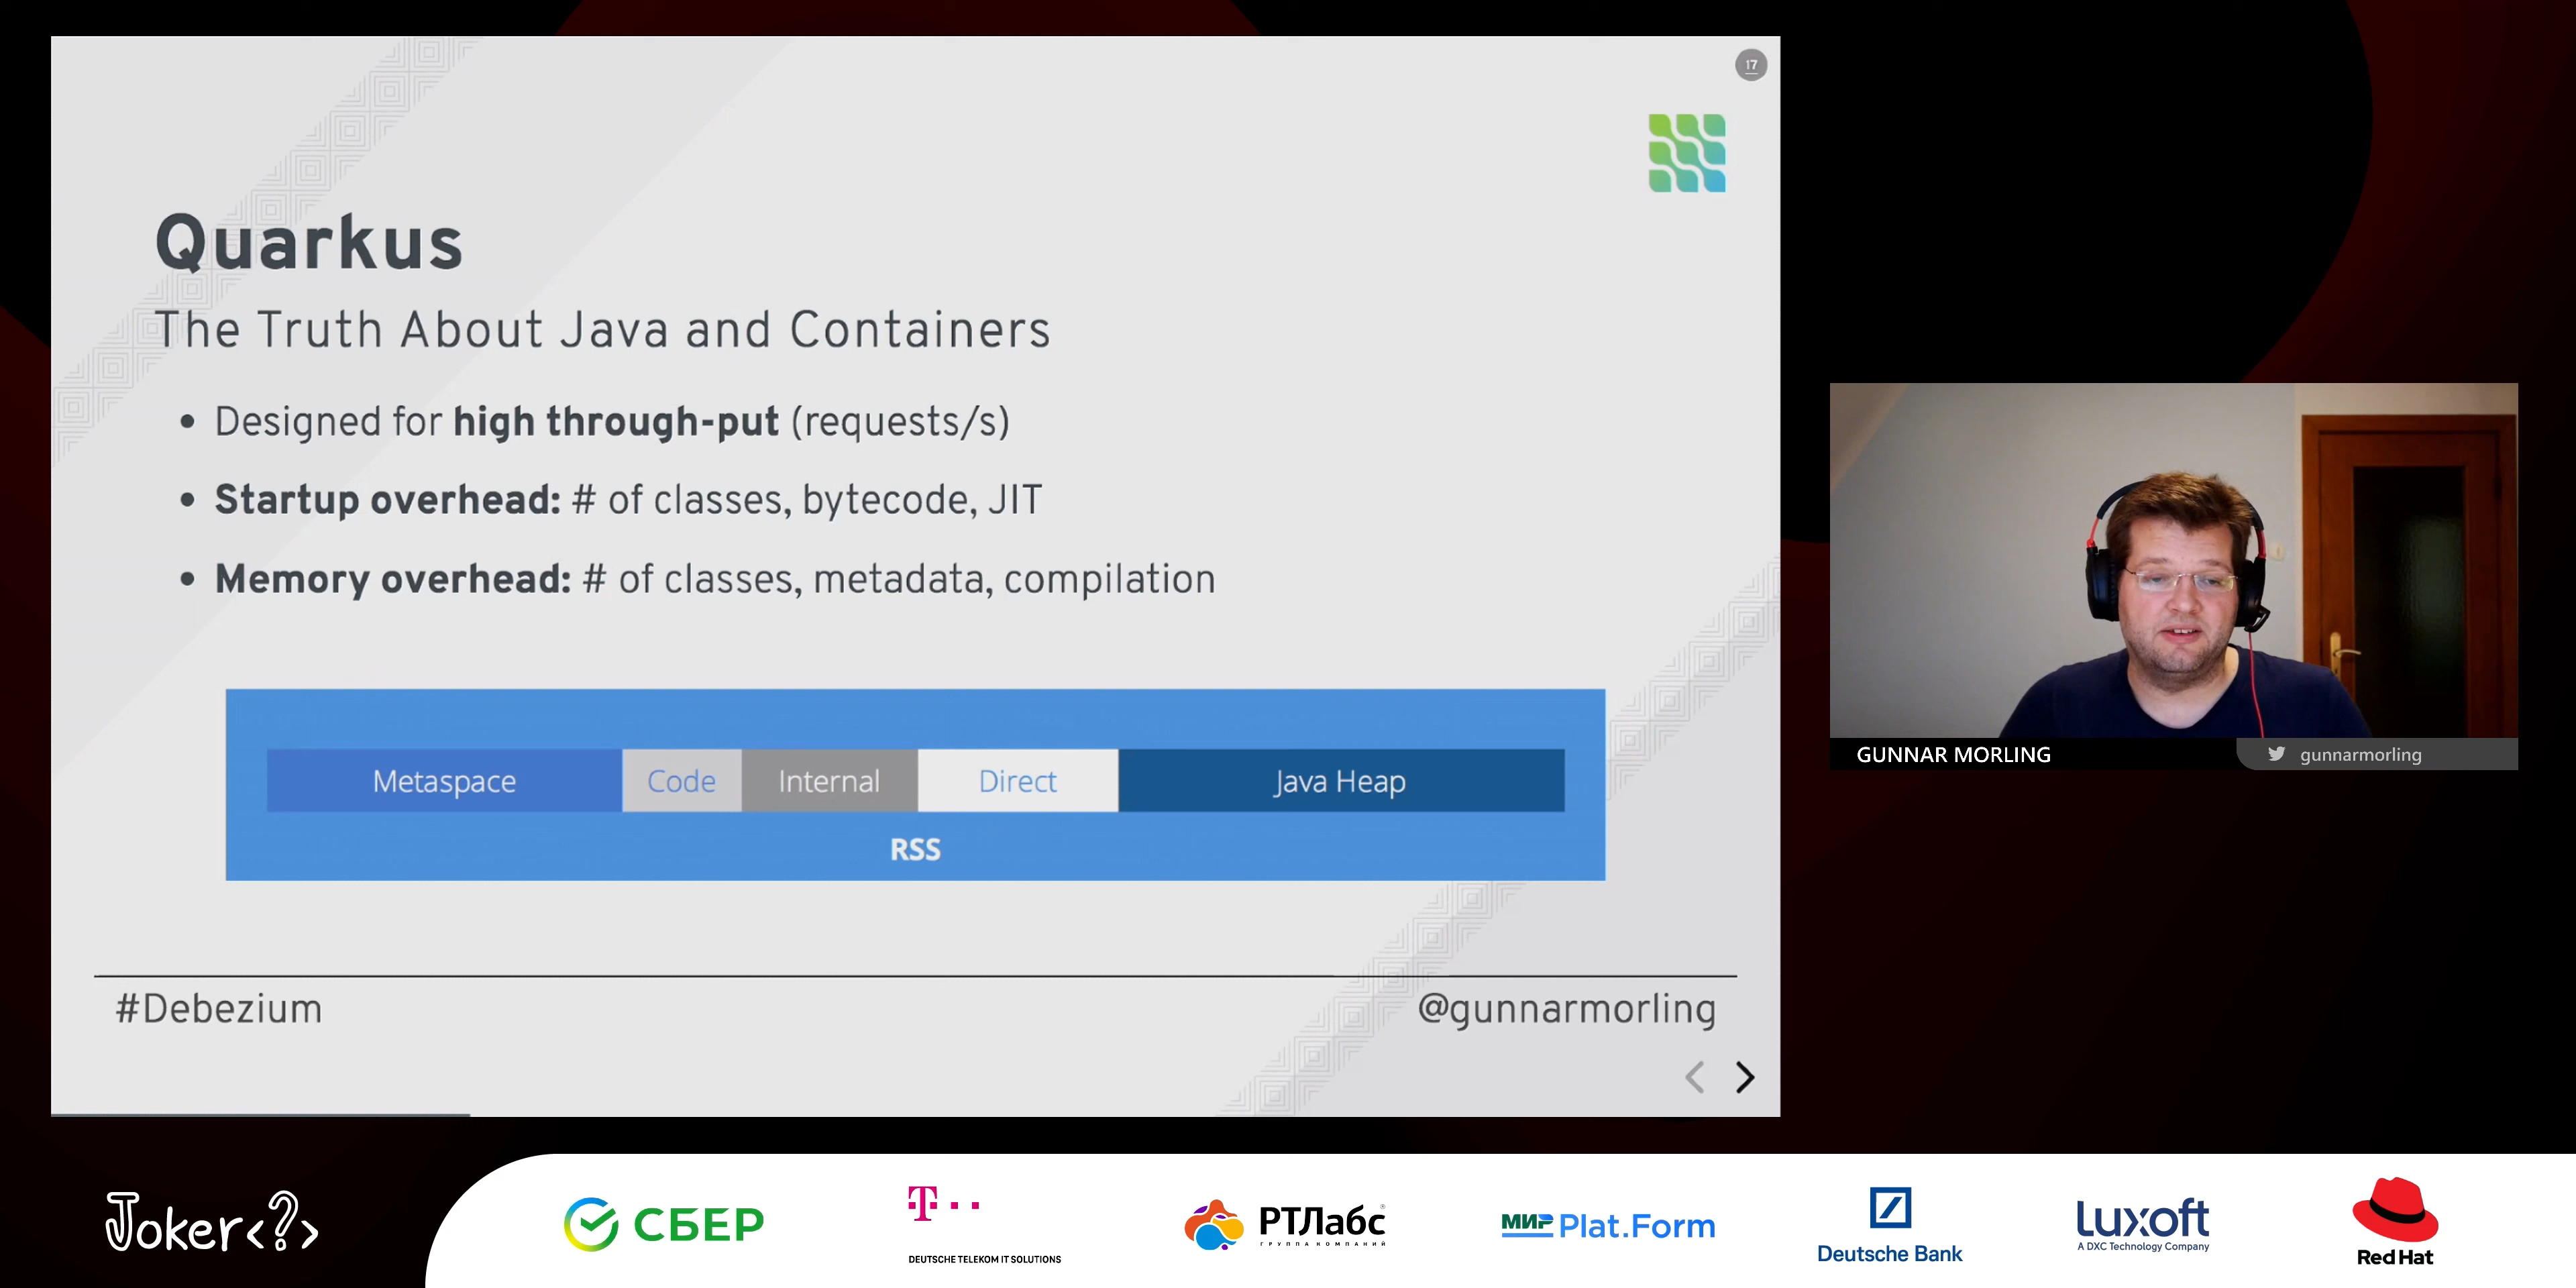 17
Quarkus
The Truth About Java and Containers
Designed for high through-put (requests/s)
Startup overhead: # of classes, bytecode, JIT
Memory overhead: # of classes, metadata, compilation
Metaspace Code Internal Direct Java Heap
RSS
#Debezium @gunnarmorling
GUNNAR MORLING gunnarmorling
Joker<?>
СБЕР
T
DEUTSCHE TELEKOM IT SOLUTIONS
РТЛабс
ГРУППА КОМПАНИЙ
МИР Plat.Form
Deutsche Bank
Luxoft
A DXC Technology Company
Red Hat